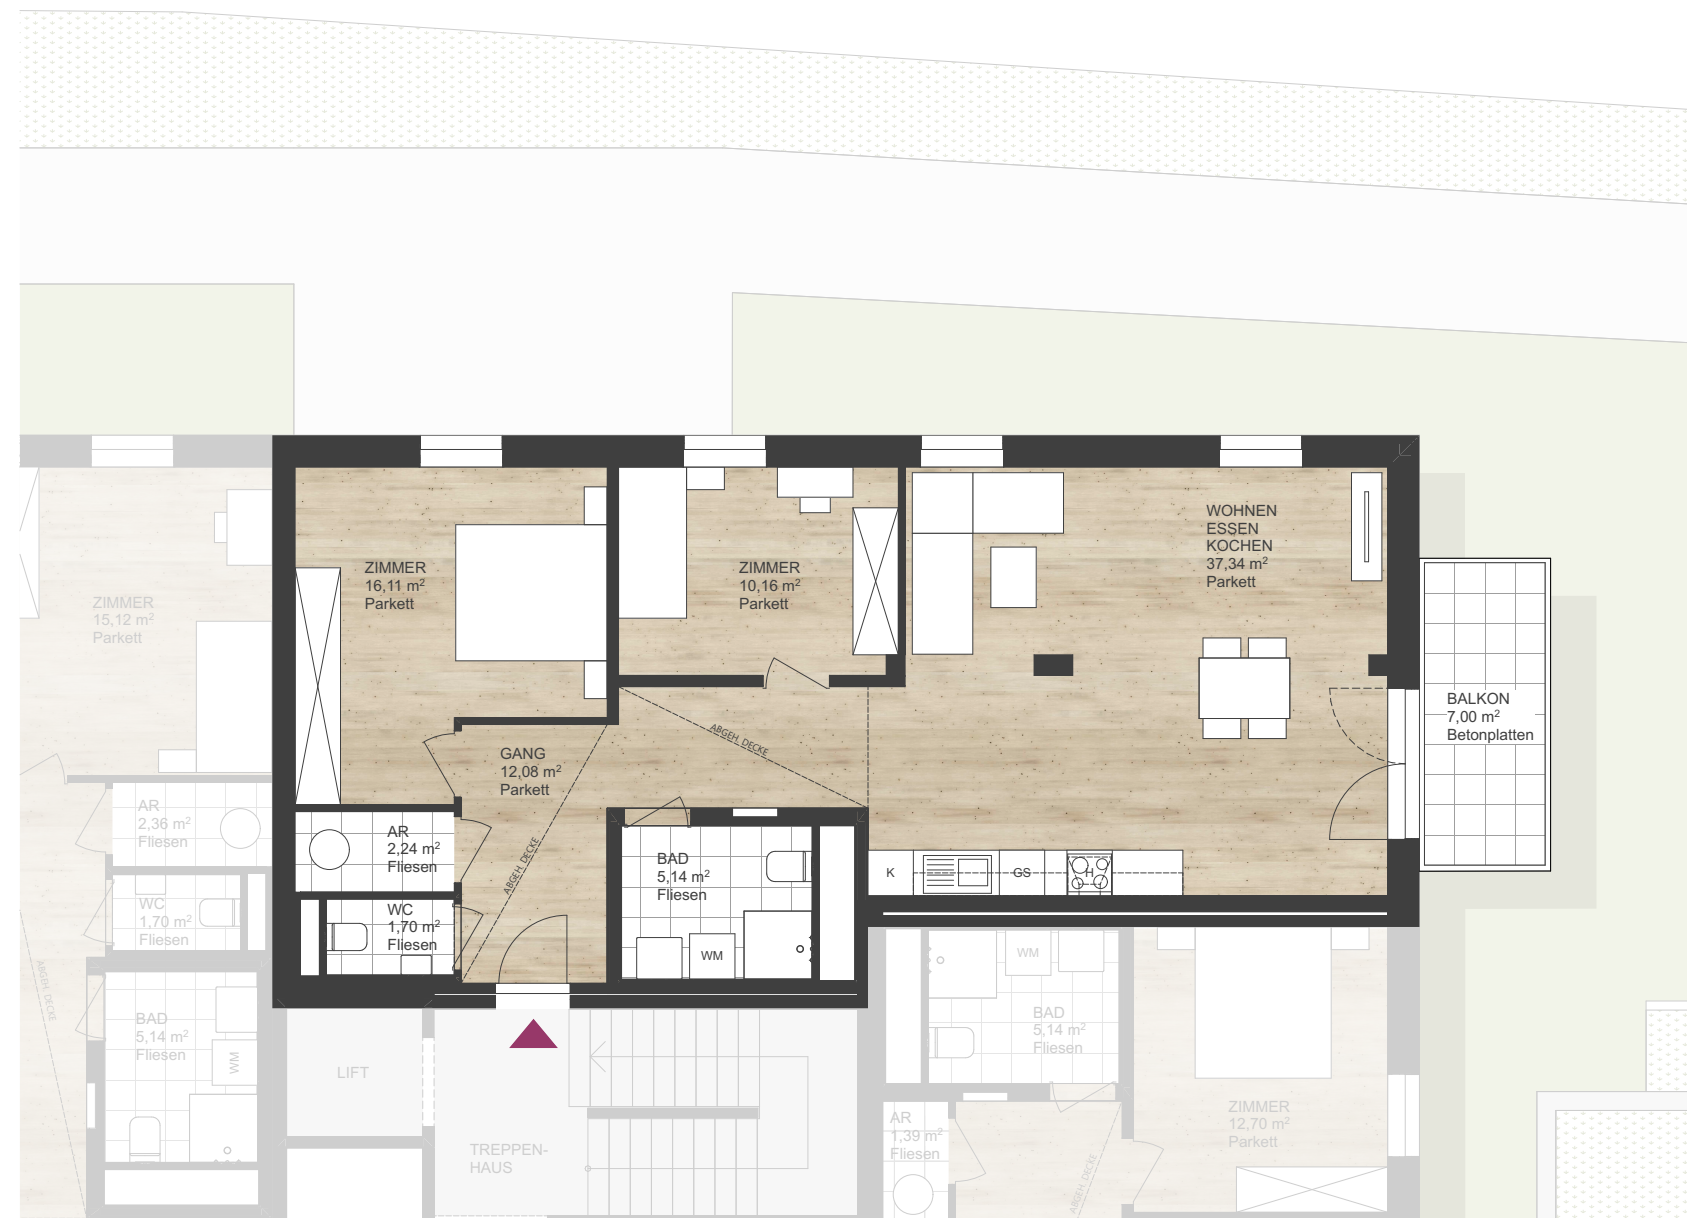 ZIMMER
16,11 m²
Parkett
ZIMMER
10,16 m²
Parkett
WOHNEN
ESSEN
KOCHEN
37,34 m²
Parkett
ZIMMER
15,12 m²
Parkett
BALKON
7,00 m²
Betonplatten
ABGEH. DECKE
GANG
12,08 m²
Parkett
AR
2,36 m²
Fliesen
AR
2,24 m²
Fliesen
ABGEH. DECKE
BAD
5,14 m²
Fliesen
K
GS
H
WC
1,70 m²
Fliesen
WC
1,70 m²
Fliesen
WM
WM
ABGEH. DECKE
BAD
5,14 m²
Fliesen
WM
BAD
5,14 m²
Fliesen
LIFT
TREPPEN-
HAUS
AR
1,39 m²
Fliesen
ZIMMER
12,70 m²
Parkett
ABGEH. DECKE